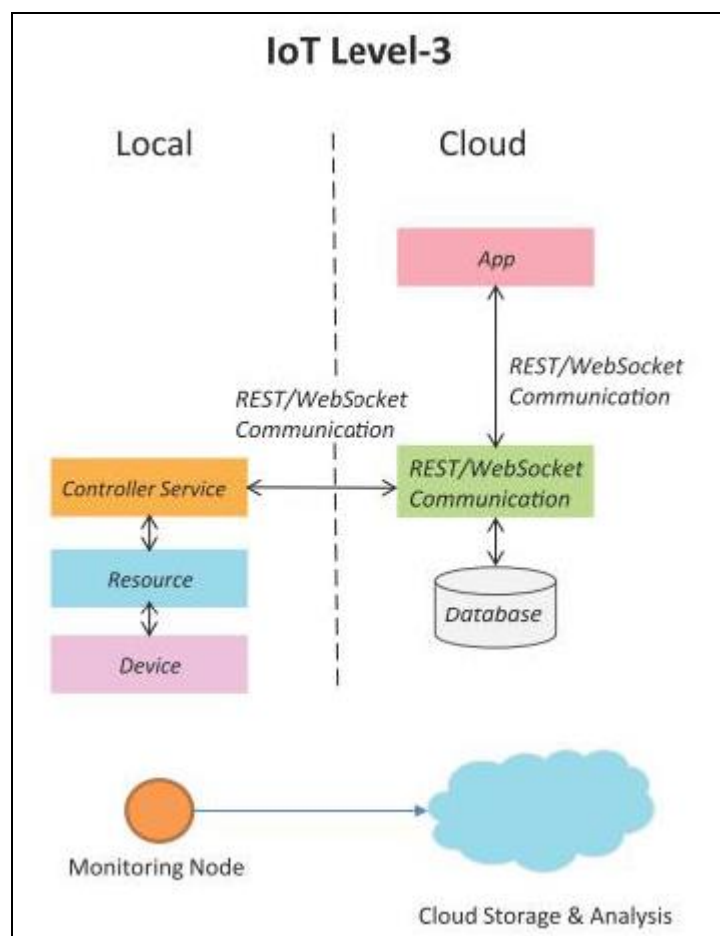 IoT Level-3
Local
Cloud
App
REST/WebSocket
Communication
REST/WebSocket
Communication
Controller Service
REST/WebSocket
Communication
Resource
Database
Device
Monitoring Node
Cloud Storage & Analysis